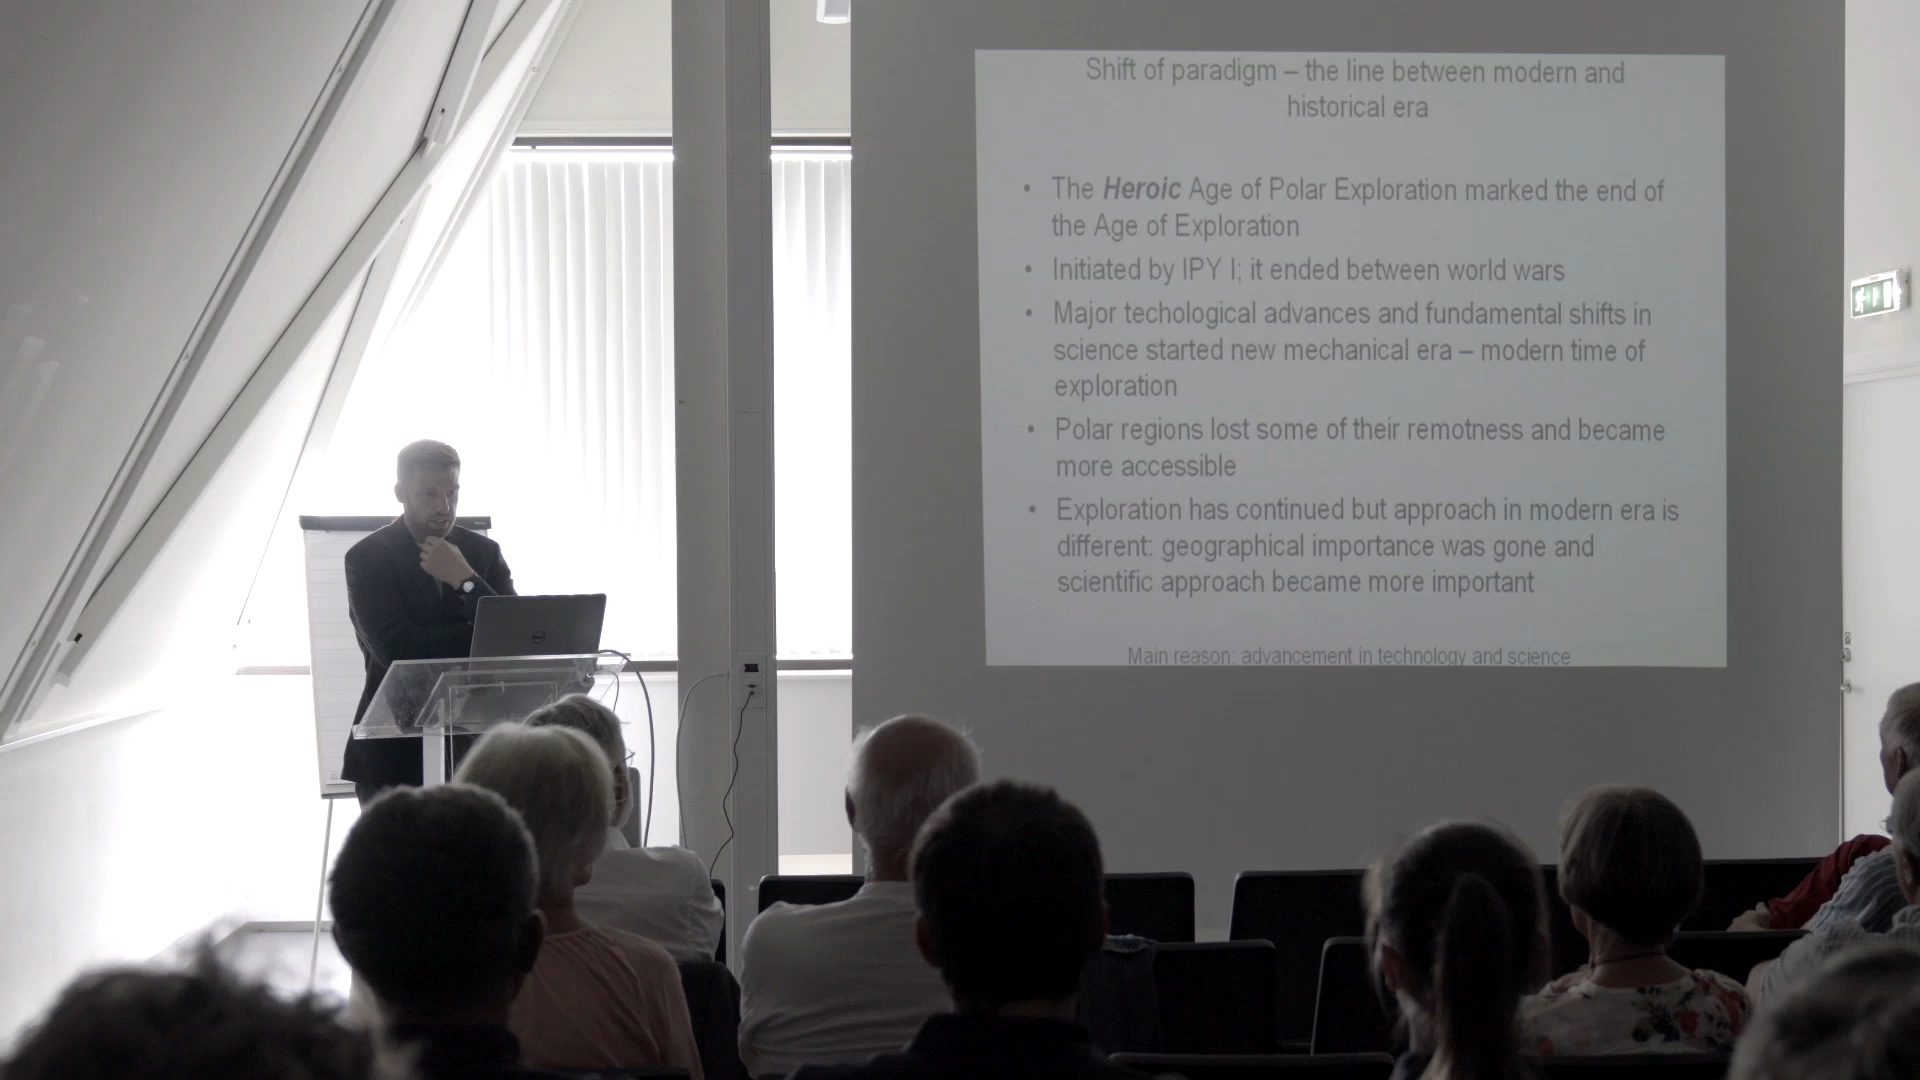 Shift of paradigm – the line between modern and
historical era
• The Heroic Age of Polar Exploration marked the end of
the Age of Exploration
• Initiated by IPY I; it ended between world wars
• Major techological advances and fundamental shifts in
science started new mechanical era – modern time of
exploration
• Polar regions lost some of their remotness and became
more accessible
• Exploration has continued but approach in modern era is
different: geographical importance was gone and
scientific approach became more important
Main reason: advancement in technology and science
DELL